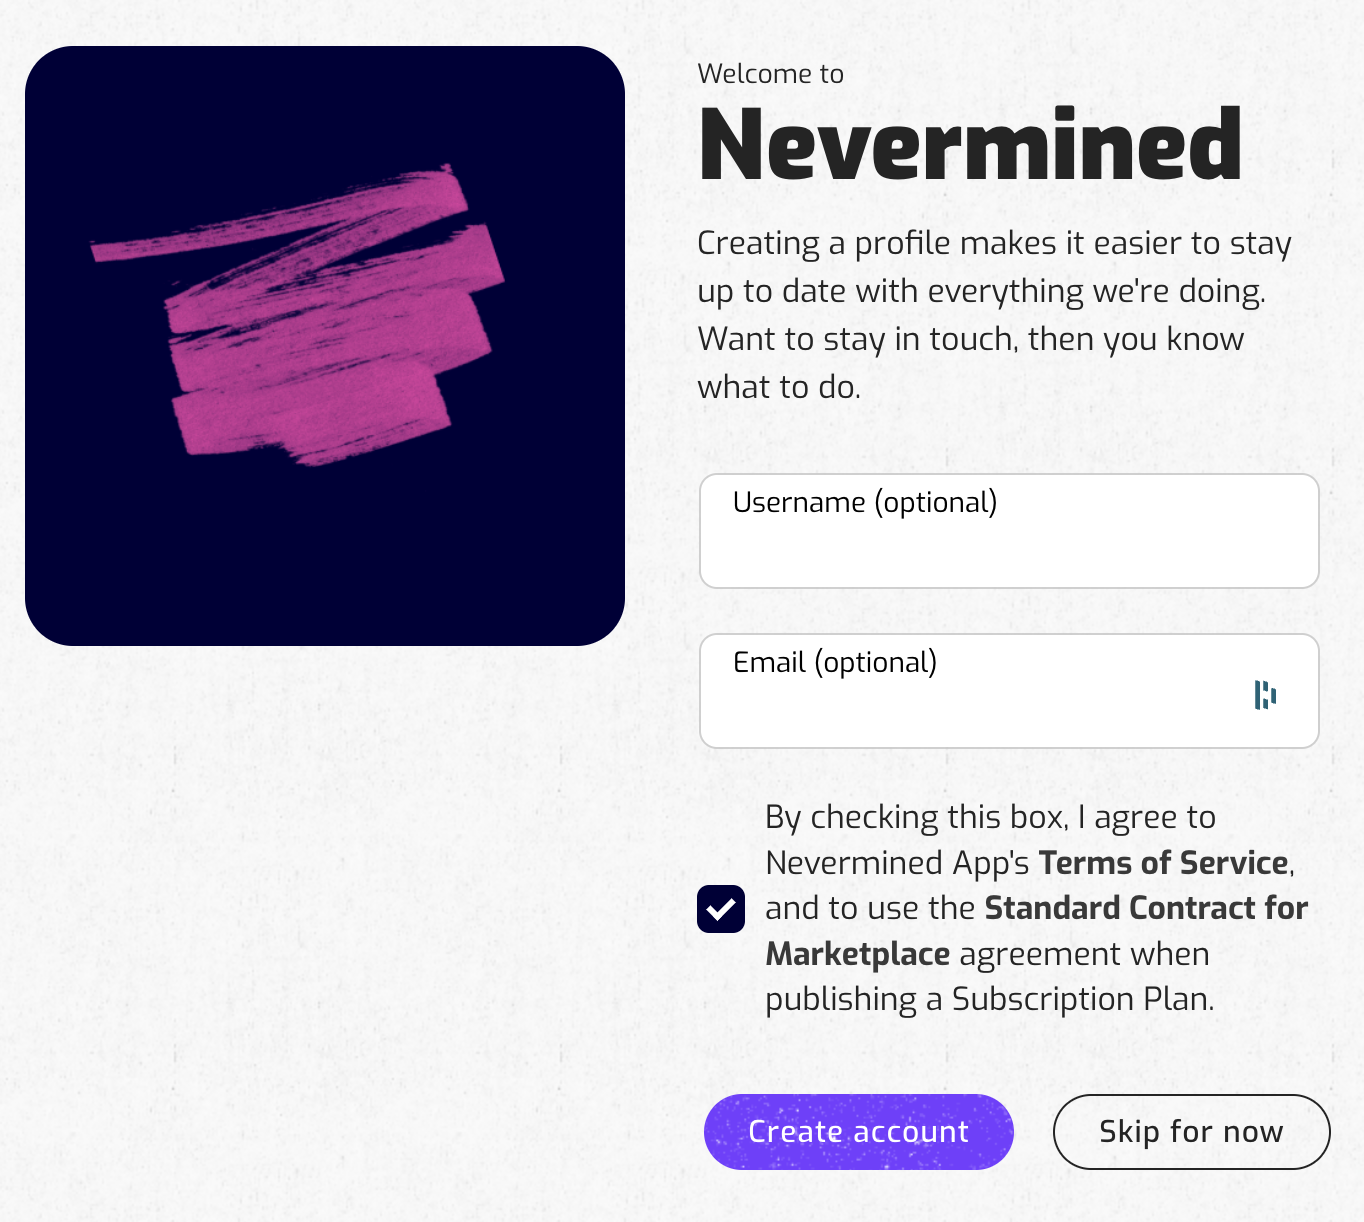 Welcome to
Nevermined
Creating a profile makes it easier to stay
up to date with everything we're doing.
Want to stay in touch, then you know
what to do.
Username (optional)
Email (optional)
By checking this box, I agree to
Nevermined App's Terms of Service,
and to use the Standard Contract for
Marketplace agreement when
publishing a Subscription Plan.
Create account
Skip for now